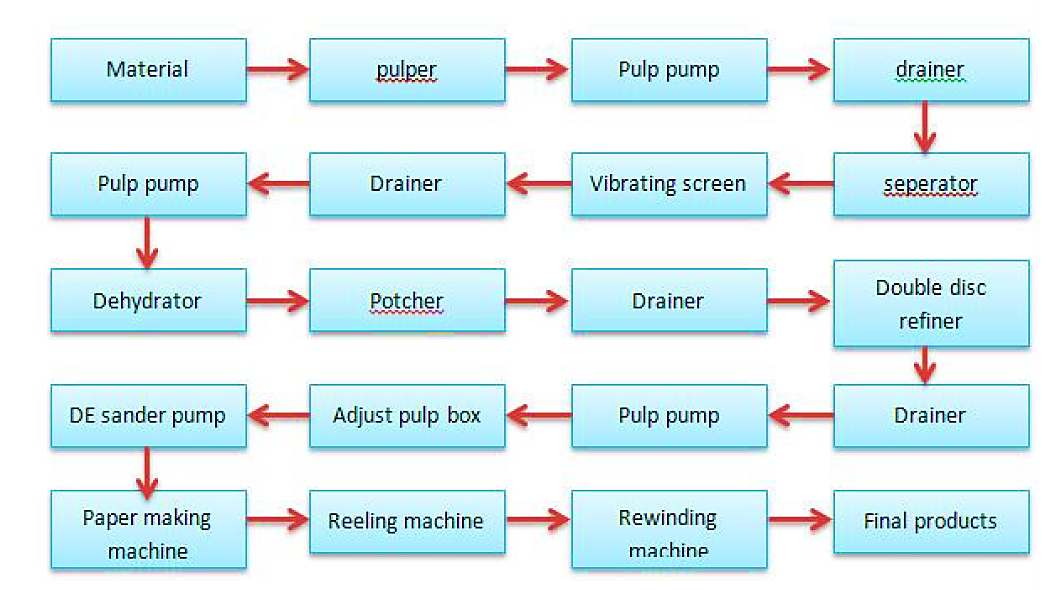 Material
pulper
Pulp pump
drainer
seperator
Vibrating screen
Drainer
Pulp pump
Dehydrator
Potcher
Drainer
Double disc
refiner
Drainer
Pulp pump
Adjust pulp box
DE sander pump
Paper making
machine
Reeling machine
Rewinding
machine
Final products